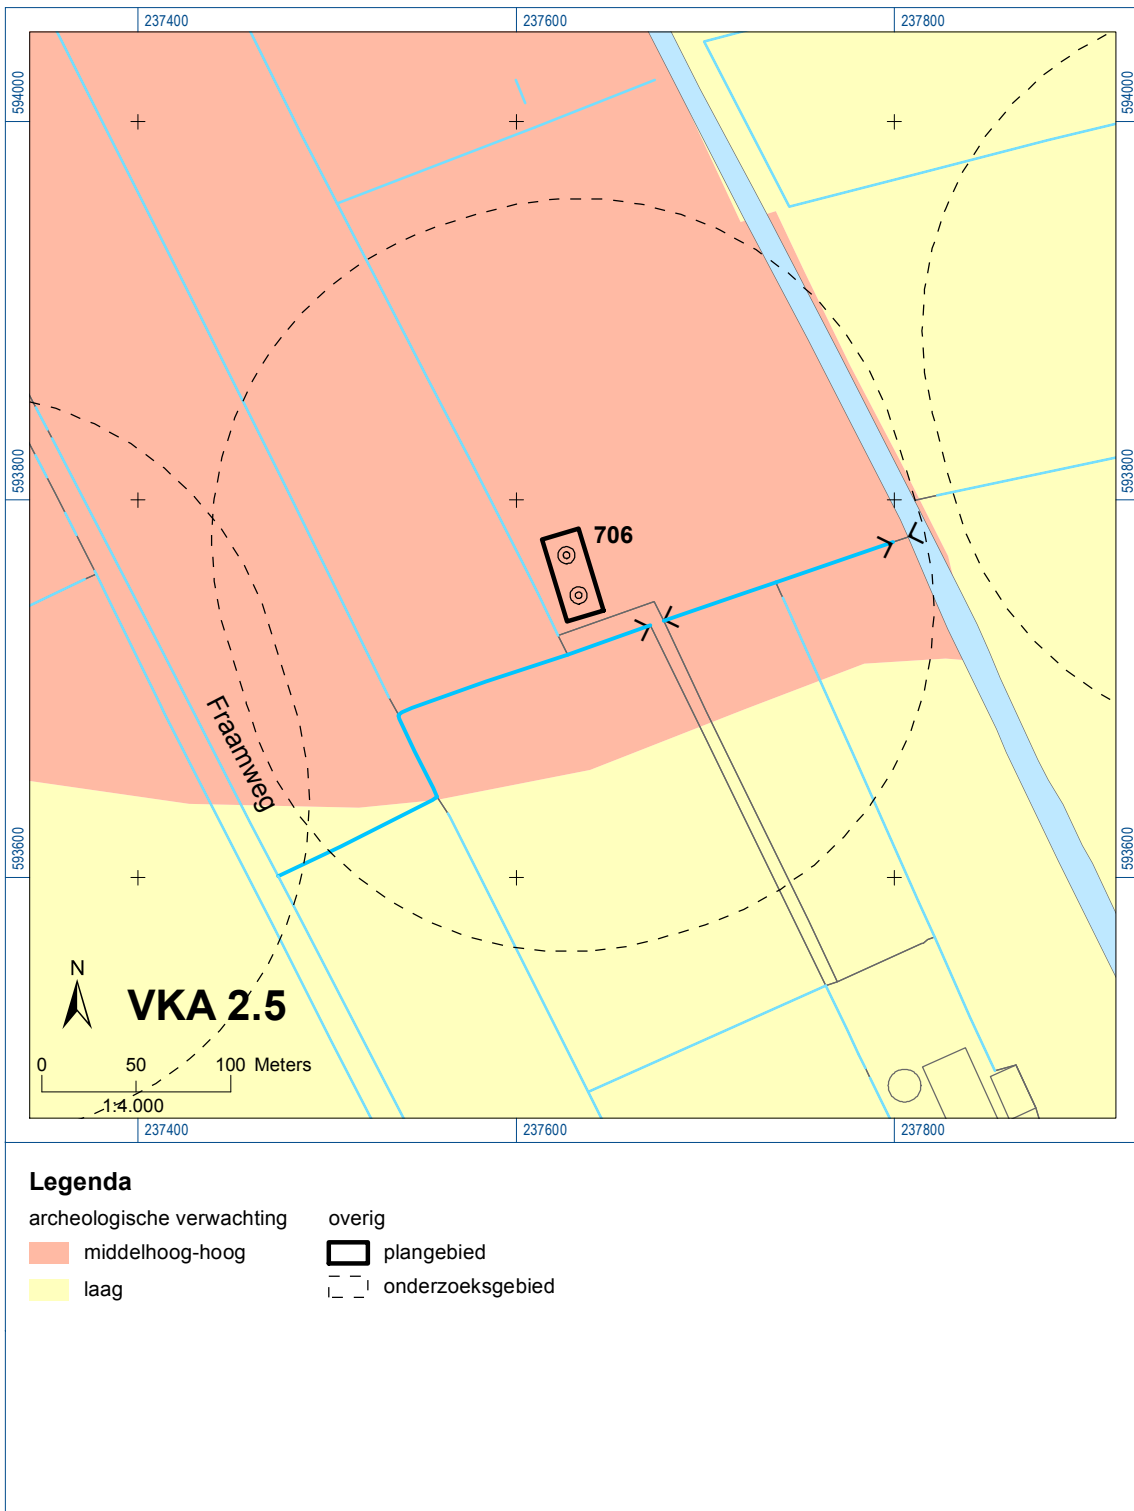 237400
237600
237800
594000
594000
593800
593800
706
Fraamweg
593600
593600
N
VKA 2.5
0 50 100 Meters
1:4.000
237400
237600
237800
Legenda
archeologische verwachting
middelhoog-hoog
laag
overig
plangebied
onderzoeksgebied